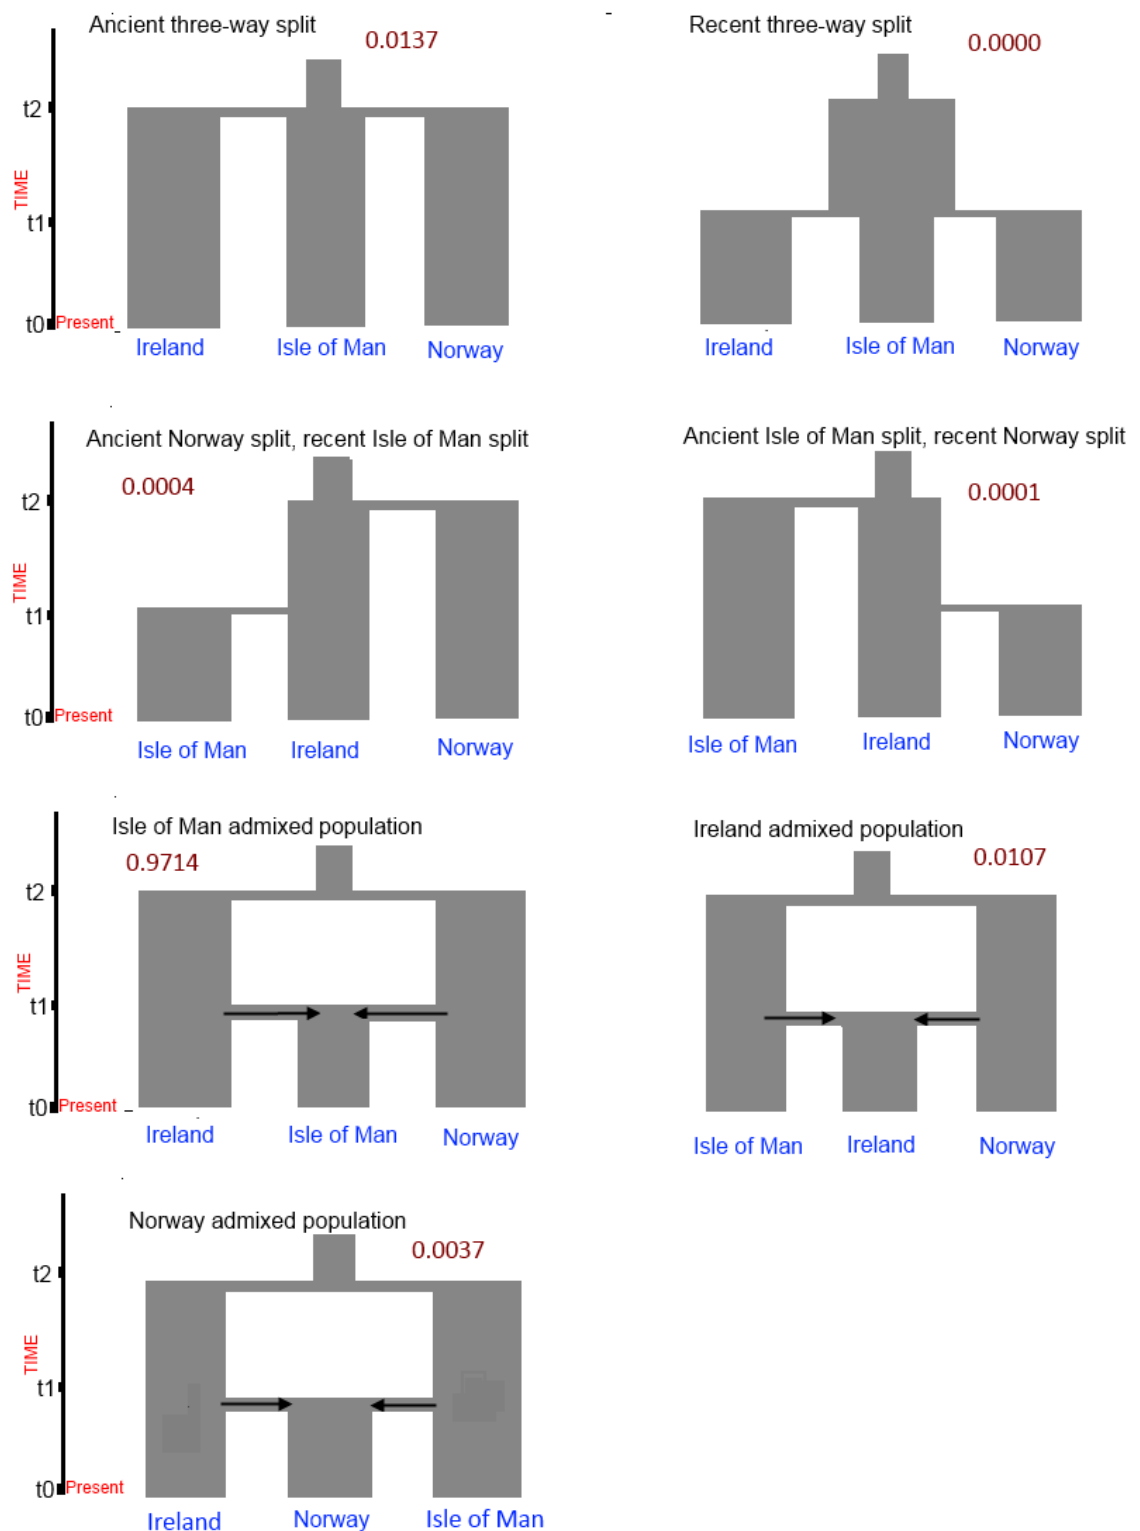 Ancient three-way split
0.0137
t2
TIME
t1
t0
Present
Ireland
Isle of Man
Norway
Recent three-way split
0.0000
Ireland
Isle of Man
Norway
Ancient Norway split, recent Isle of Man split
0.0004
t2
TIME
t1
t0
Present
Isle of Man
Ireland
Norway
Ancient Isle of Man split, recent Norway split
0.0001
Isle of Man
Ireland
Norway
Isle of Man admixed population
0.9714
t2
TIME
t1
t0
Present
Ireland
Isle of Man
Norway
Ireland admixed population
0.0107
Isle of Man
Ireland
Norway
Norway admixed population
0.0037
t2
TIME
t1
t0
Present
Ireland
Norway
Isle of Man